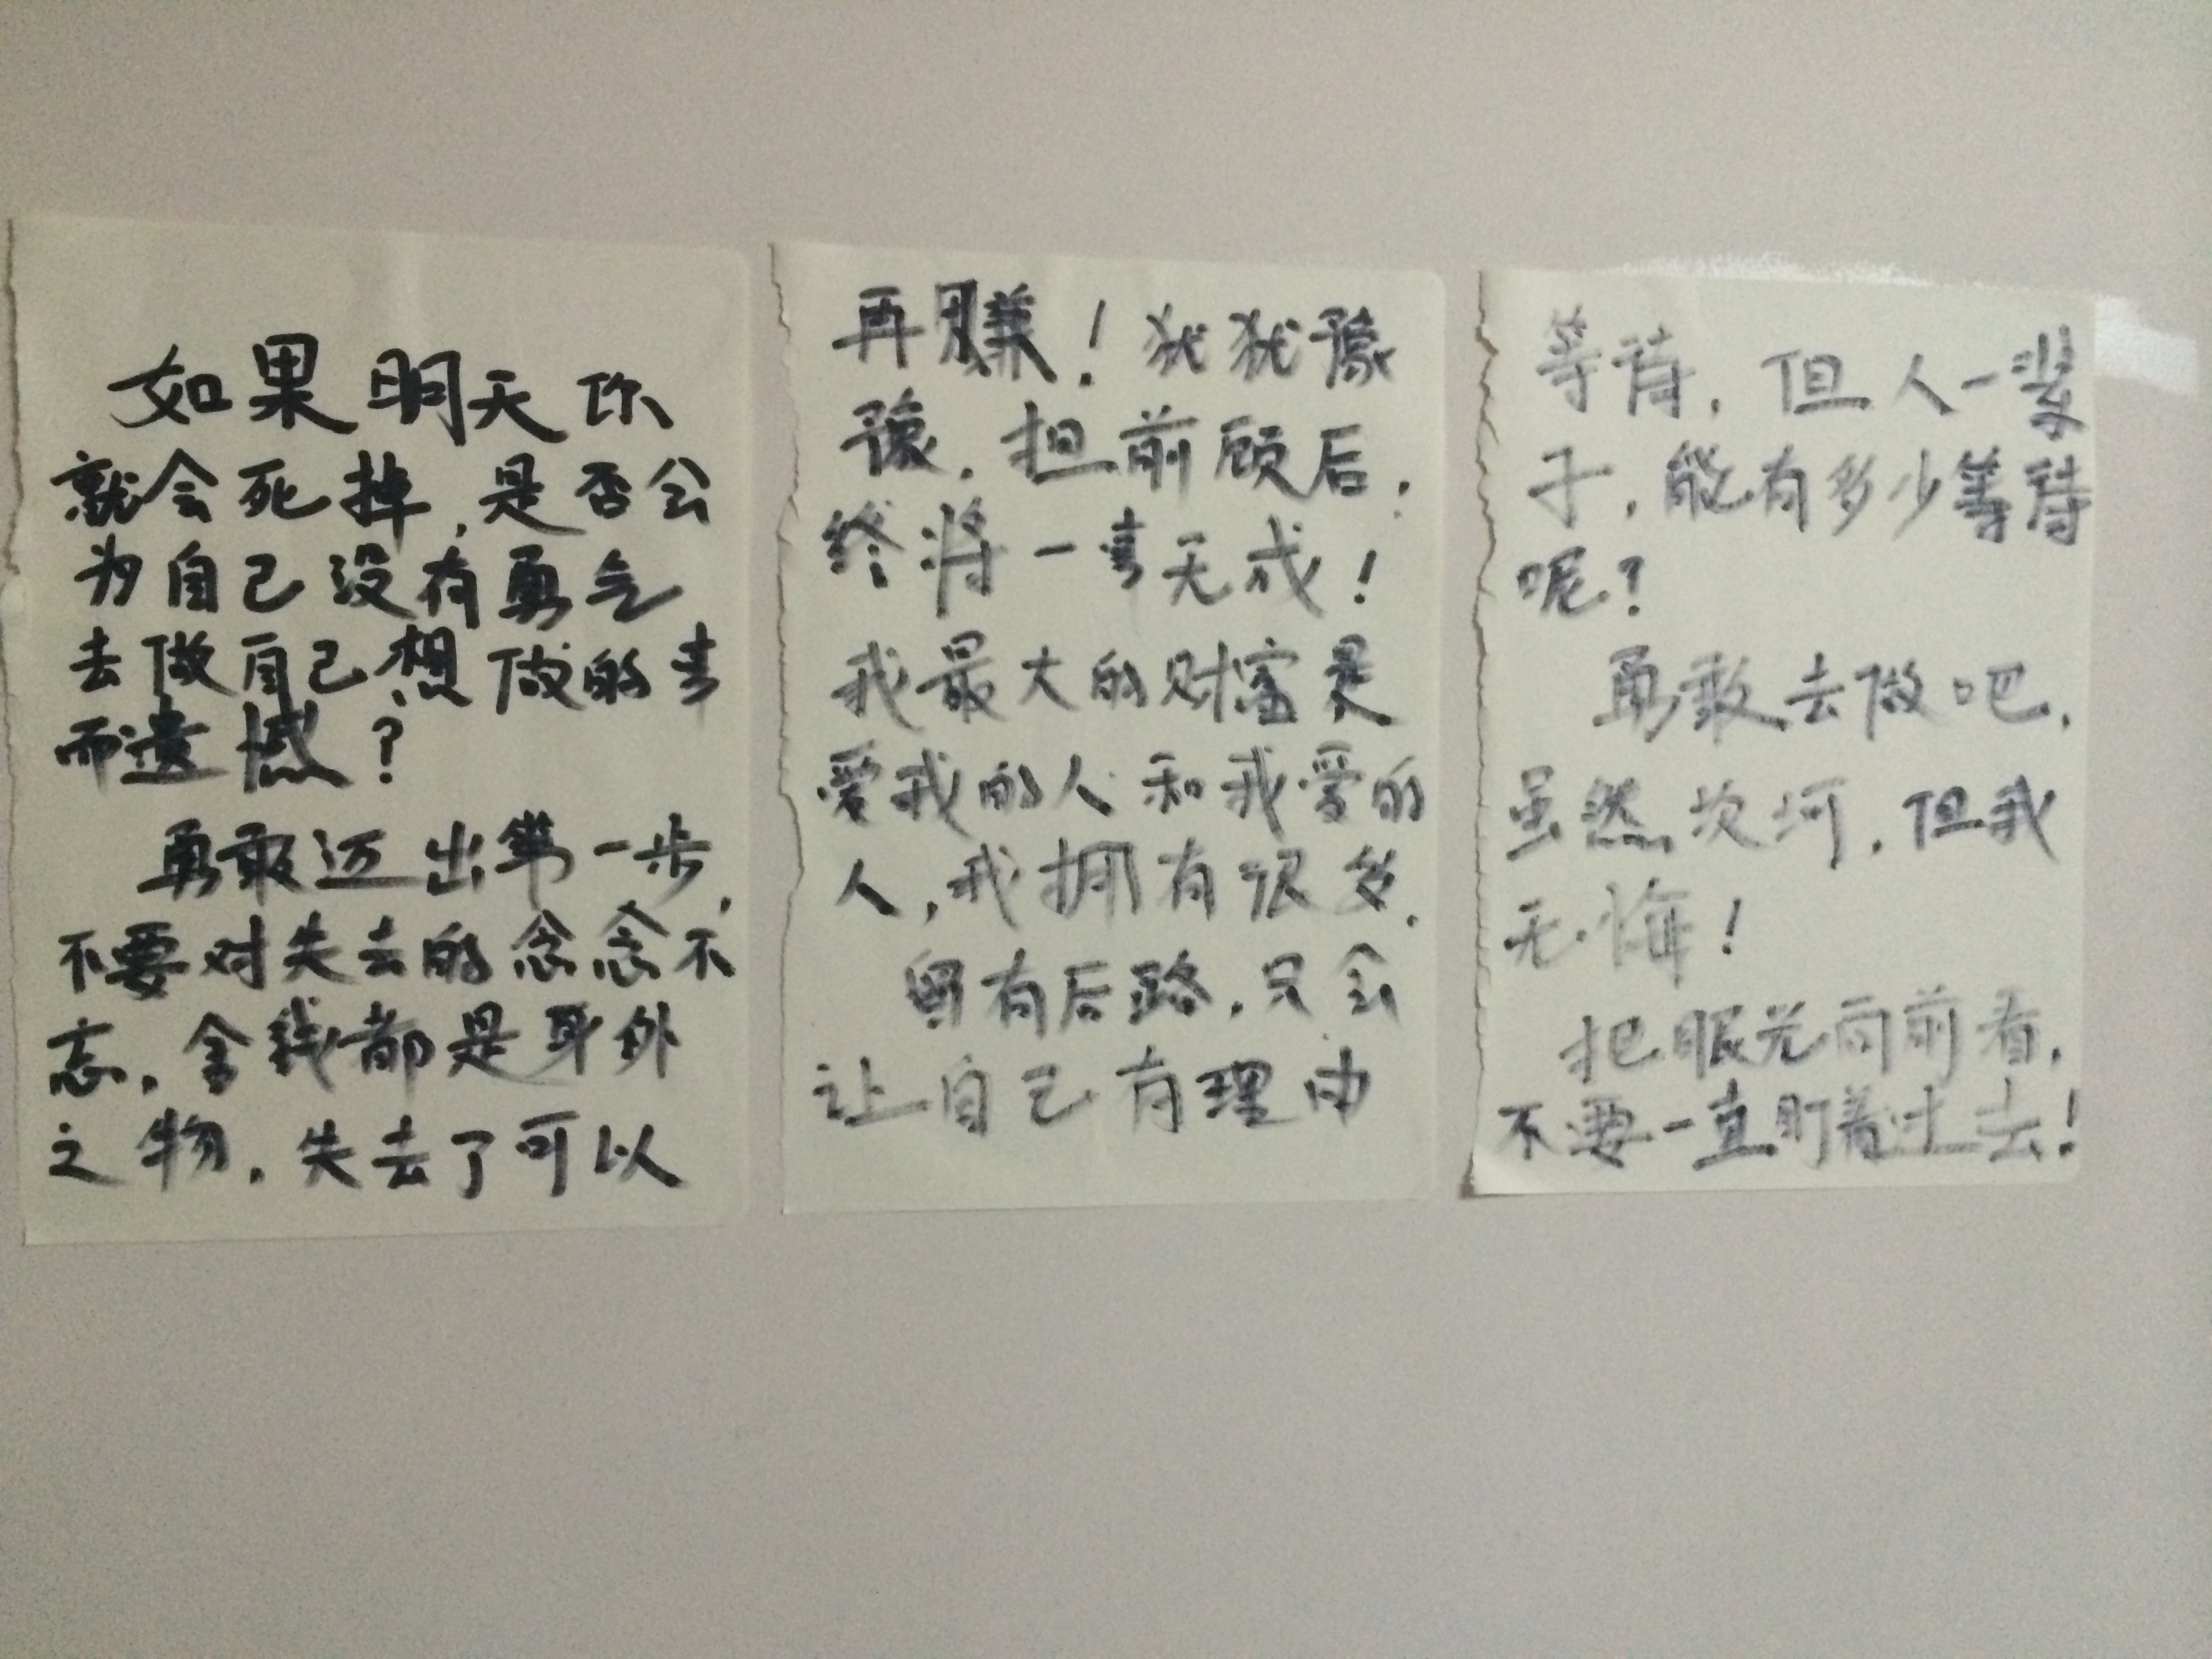 如果明天你
就会死掉,是否会
为自己没有勇气
去做自己想做的事
而遗憾?
勇敢迈出第一步,
不要对失去的念念不
忘,金钱都是身外
之物,失去了可以
再赚!犹犹豫
豫,担前顾后,
终将一事无成!
我最大的财富是
爱我的人和我爱的
人,我拥有很多,
留有后路,只会
让自己有理由
等待,但人一辈
子,能有多少等待
呢?
勇敢去做吧,
虽然坎坷,但我
无悔!
把眼光向前看,
不要一直盯着过去!